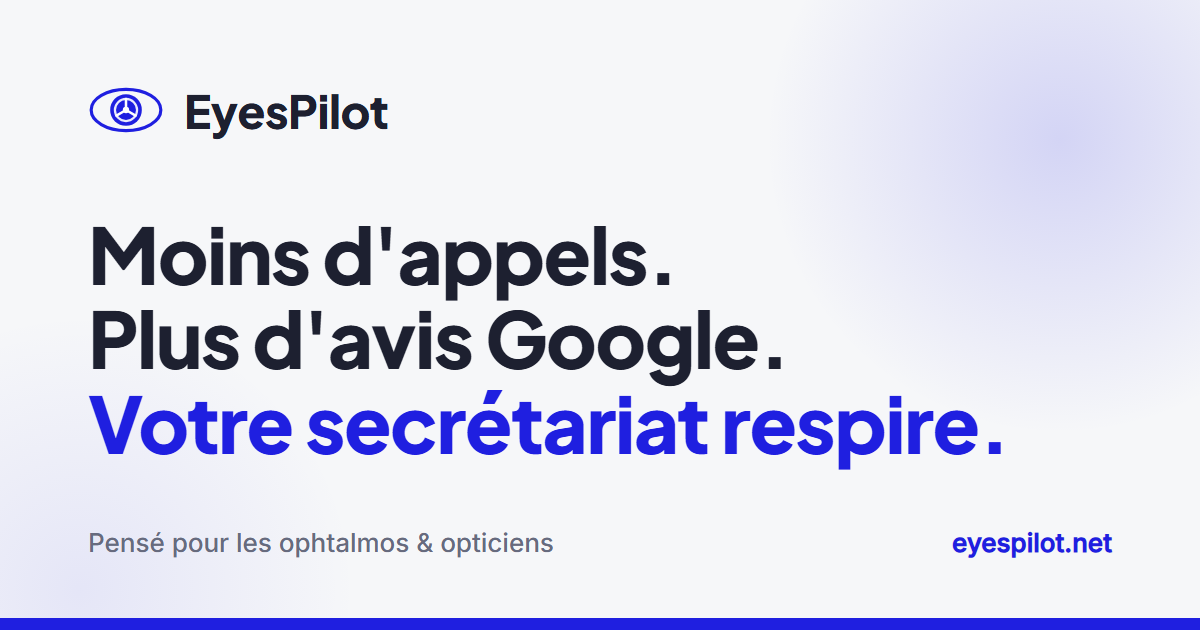 EyesPilot
Moins d'appels.
Plus d'avis Google.
Votre secrétariat respire.
Pensé pour les ophtalmos & opticiens
eyespilot.net